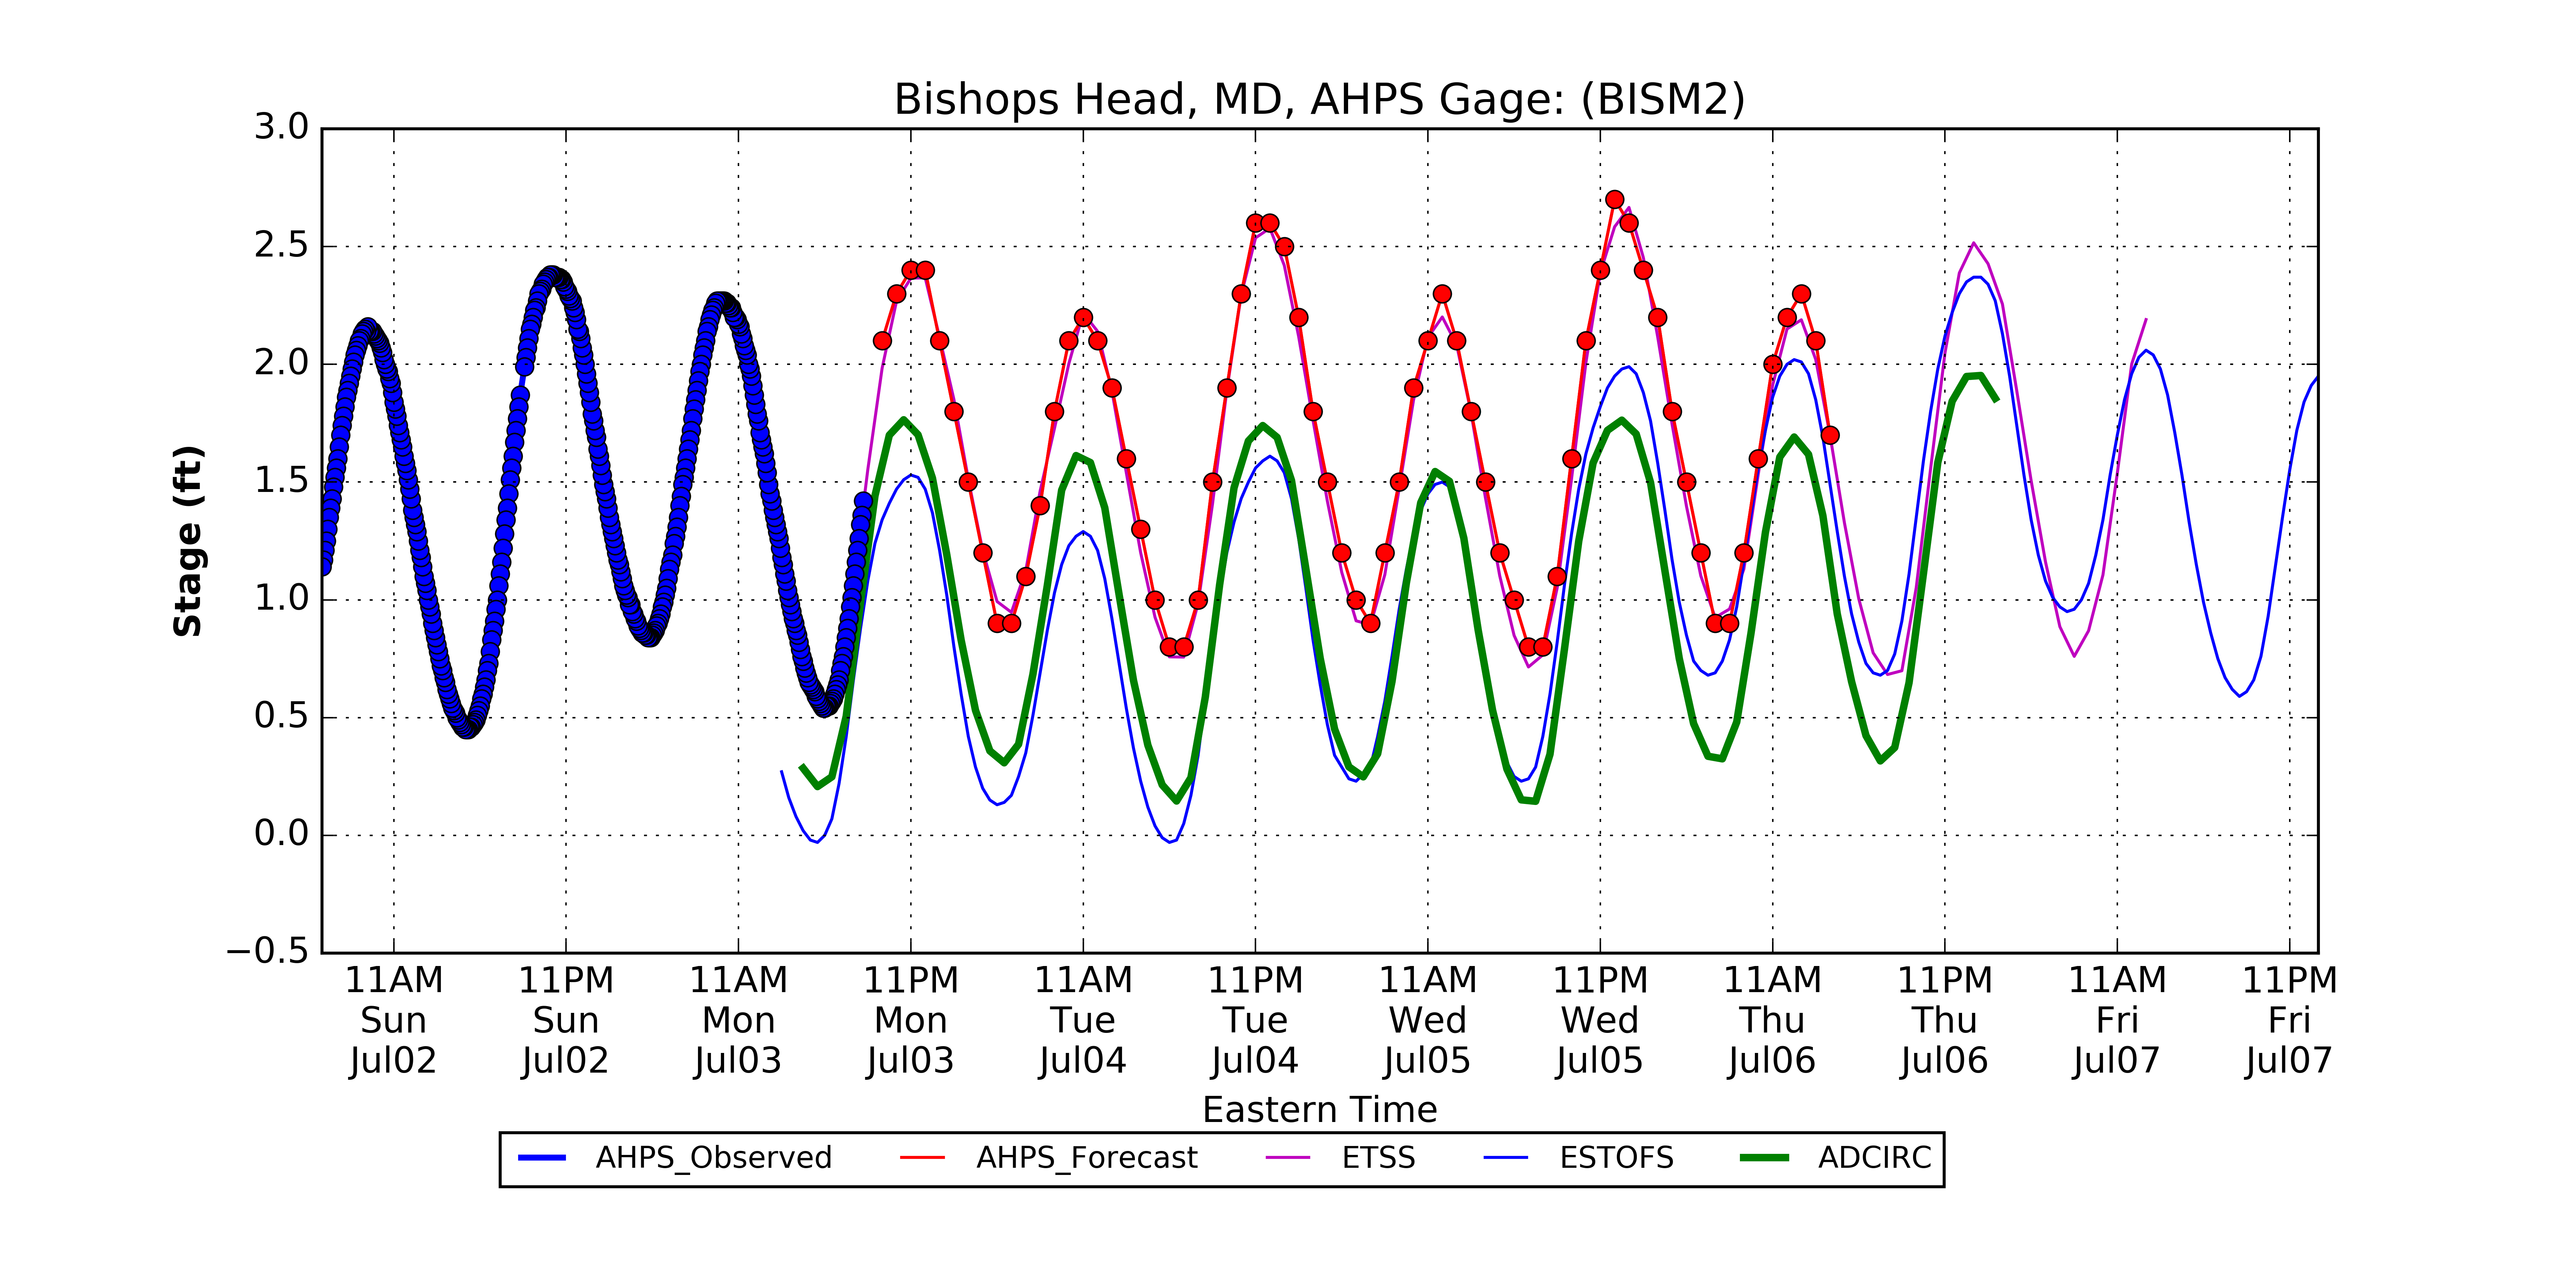 Bishops Head, MD, AHPS Gage: (BISM2)
3.0
2.5
2.0
1.5
1.0
0.5
0.0
−0.5
Stage (ft)
11AM 11PM 11AM 11PM 11AM 11PM 11AM 11PM 11AM 11PM 11AM 11PM
Sun Sun Mon Mon Tue Tue Wed Wed Thu Thu Fri Fri
Jul02 Jul02 Jul03 Jul03 Jul04 Jul04 Jul05 Jul05 Jul06 Jul06 Jul07 Jul07
Eastern Time
AHPS_Observed AHPS_Forecast ETSS ESTOFS ADCIRC